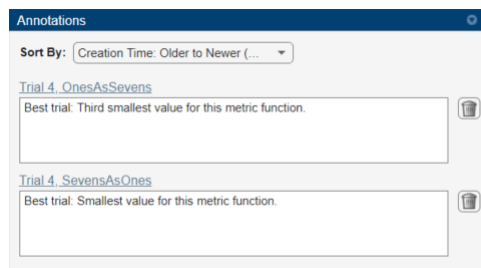 Annotations
Sort By: Creation Time: Older to Newer (...
Trial 4, OnesAsSevens
Best trial: Third smallest value for this metric function.
Trial 4, SevensAsOnes
Best trial: Smallest value for this metric function.